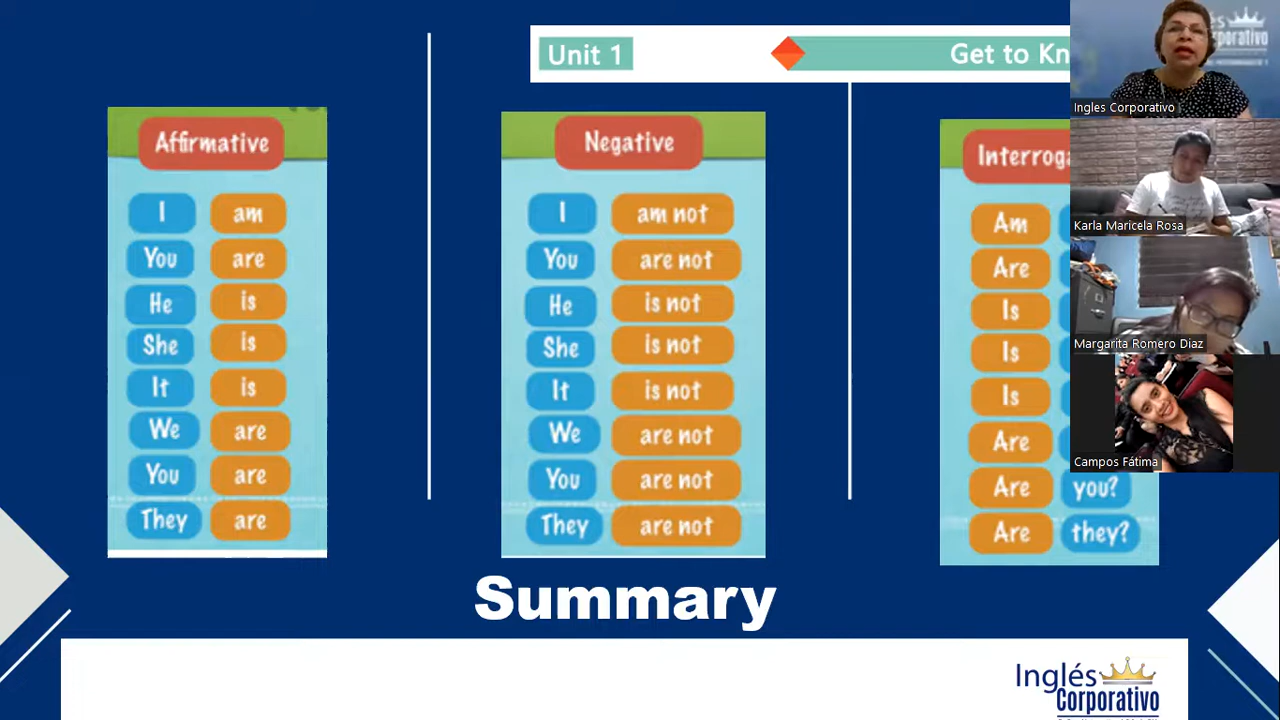 Unit 1
Get to Kn
Affirmative
I am
You are
He is
She is
It is
We are
You are
They are
Negative
I am not
You are not
He is not
She is not
It is not
We are not
You are not
They are not
Interroga
Am
Are
Is
Is
Is
Are
Are you?
Are they?
Summary
Inglés
Corporativo
Ingles Corporativo
Karla Maricela Rosa
Margarita Romero Diaz
Campos Fátima